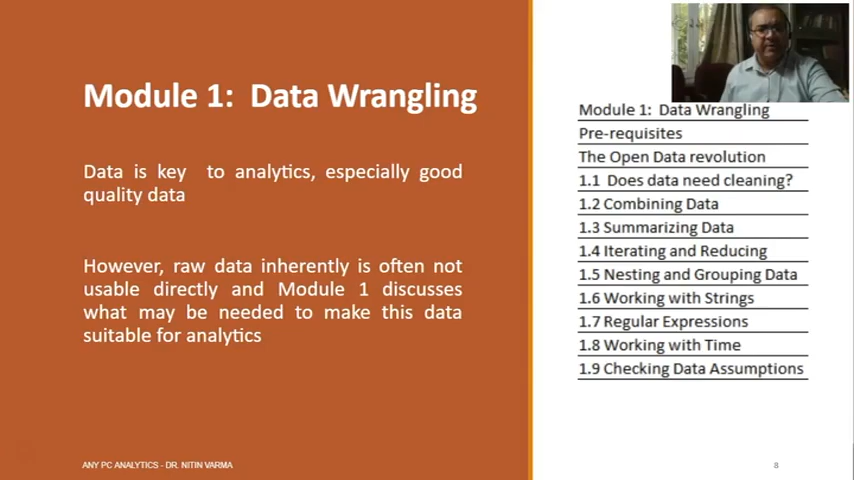 Module 1: Data Wrangling
Data is key to analytics, especially good
quality data
However, raw data inherently is often not
usable directly and Module 1 discusses
what may be needed to make this data
suitable for analytics
Module 1: Data Wrangling
Pre-requisites
The Open Data revolution
1.1 Does data need cleaning?
1.2 Combining Data
1.3 Summarizing Data
1.4 Iterating and Reducing
1.5 Nesting and Grouping Data
1.6 Working with Strings
1.7 Regular Expressions
1.8 Working with Time
1.9 Checking Data Assumptions
ANY PC ANALYTICS - DR. NITIN VARMA
8